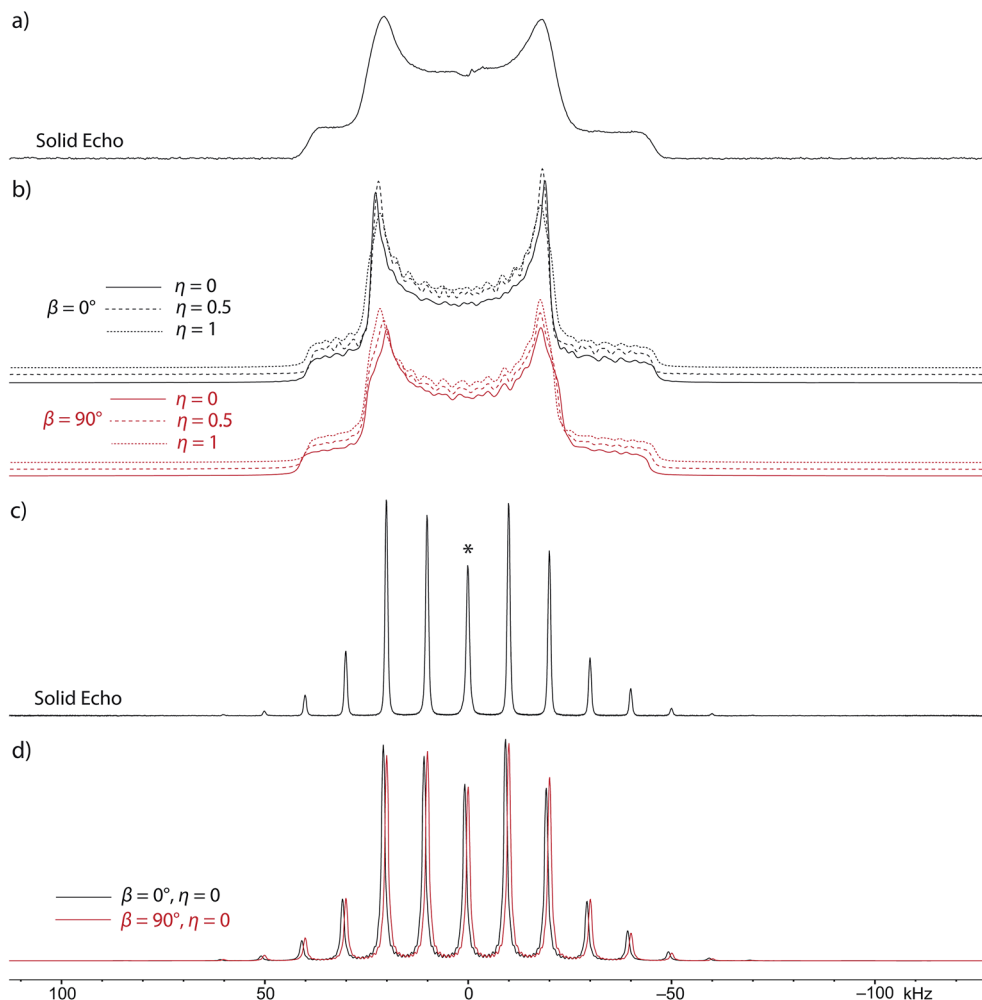 a)
Solid Echo
b)
β = 0°
η = 0
η = 0.5
η = 1
β = 90°
η = 0
η = 0.5
η = 1
c)
*
Solid Echo
d)
β = 0°, η = 0
β = 90°, η = 0
100 50 0 −50 −100 kHz